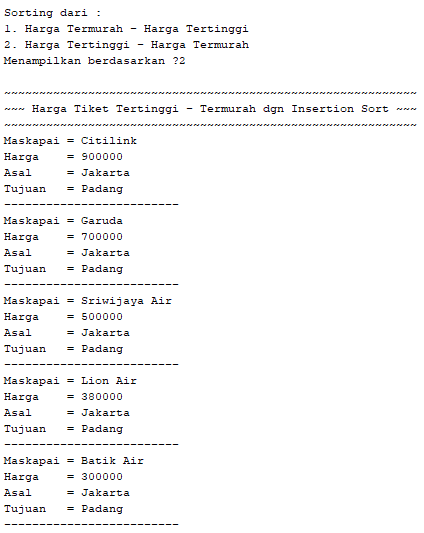 Sorting dari :
1. Harga Termurah - Harga Tertinggi
2. Harga Tertinggi - Harga Termurah
Menampilkan berdasarkan ?2
~~~~~~~~~~~~~~~~~~~~~~~~~~~~~~~~~~~~~~~~~~~~~~~~~~~~~~~~~~~
~~~ Harga Tiket Tertinggi - Termurah dgn Insertion Sort ~~~
~~~~~~~~~~~~~~~~~~~~~~~~~~~~~~~~~~~~~~~~~~~~~~~~~~~~~~~~~~~
Maskapai = Citilink
Harga    = 900000
Asal     = Jakarta
Tujuan   = Padang
-------------------------
Maskapai = Garuda
Harga    = 700000
Asal     = Jakarta
Tujuan   = Padang
-------------------------
Maskapai = Sriwijaya Air
Harga    = 500000
Asal     = Jakarta
Tujuan   = Padang
-------------------------
Maskapai = Lion Air
Harga    = 380000
Asal     = Jakarta
Tujuan   = Padang
-------------------------
Maskapai = Batik Air
Harga    = 300000
Asal     = Jakarta
Tujuan   = Padang
-------------------------